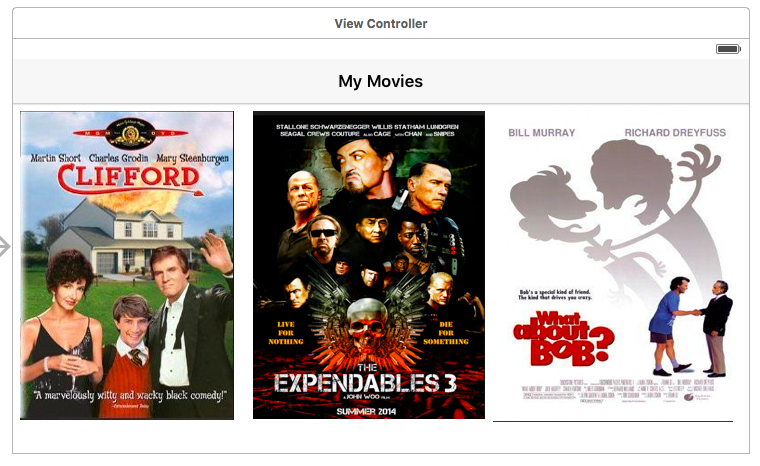 View Controller
My Movies
MGM DVD
Martin Short Charles Grodin Mary Steenburgen
CLIFFORD
"A marvelously witty and wacky black comedy!"
STALLONE SCHWARZENEGGER WILLIS STATHAM LUNDGREN
SEAGAL CREWS COUTURE ALSO CAGE WITH CHAN AND SNIPES
LIVE
FOR
NOTHING
DIE
FOR
SOMETHING
THE
EXPENDABLES 3
A JOHN WOO FILM
SUMMER 2014
BILL MURRAY RICHARD DREYFUSS
Bob's a special kind of friend.
The kind that drives you crazy.
What
about
BOB?